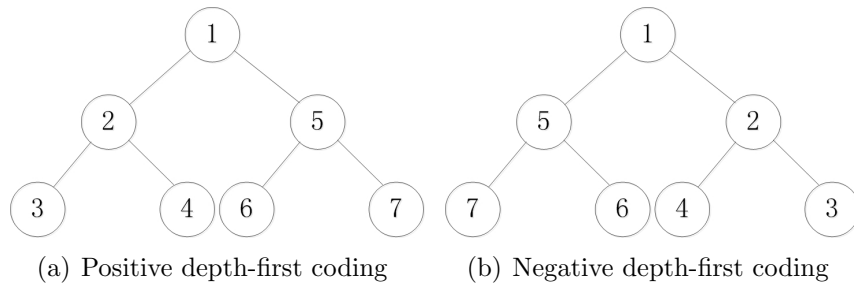 1
2 5
3 4 6 7
(a) Positive depth-first coding
1
5 2
7 6 4 3
(b) Negative depth-first coding